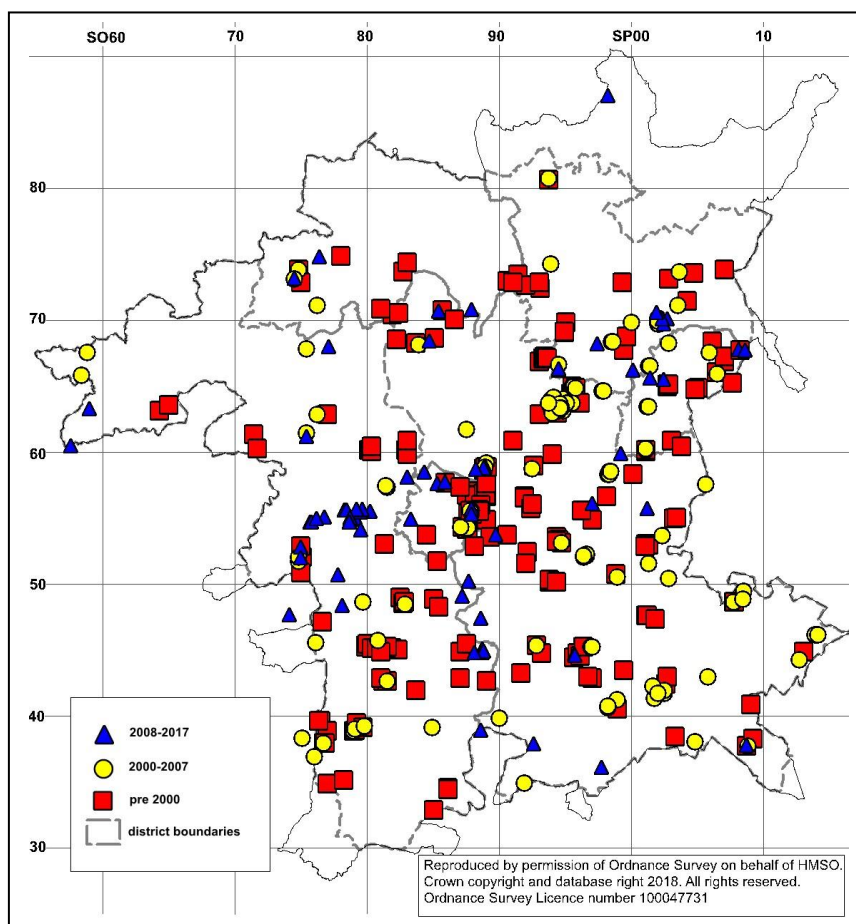 SO60 70 80 90 SP00 10
80
70
60
50
40
30
2008-2017
2000-2007
pre 2000
district boundaries
Reproduced by permission of Ordnance Survey on behalf of HMSO.
Crown copyright and database right 2018. All rights reserved.
Ordnance Survey Licence number 100047731